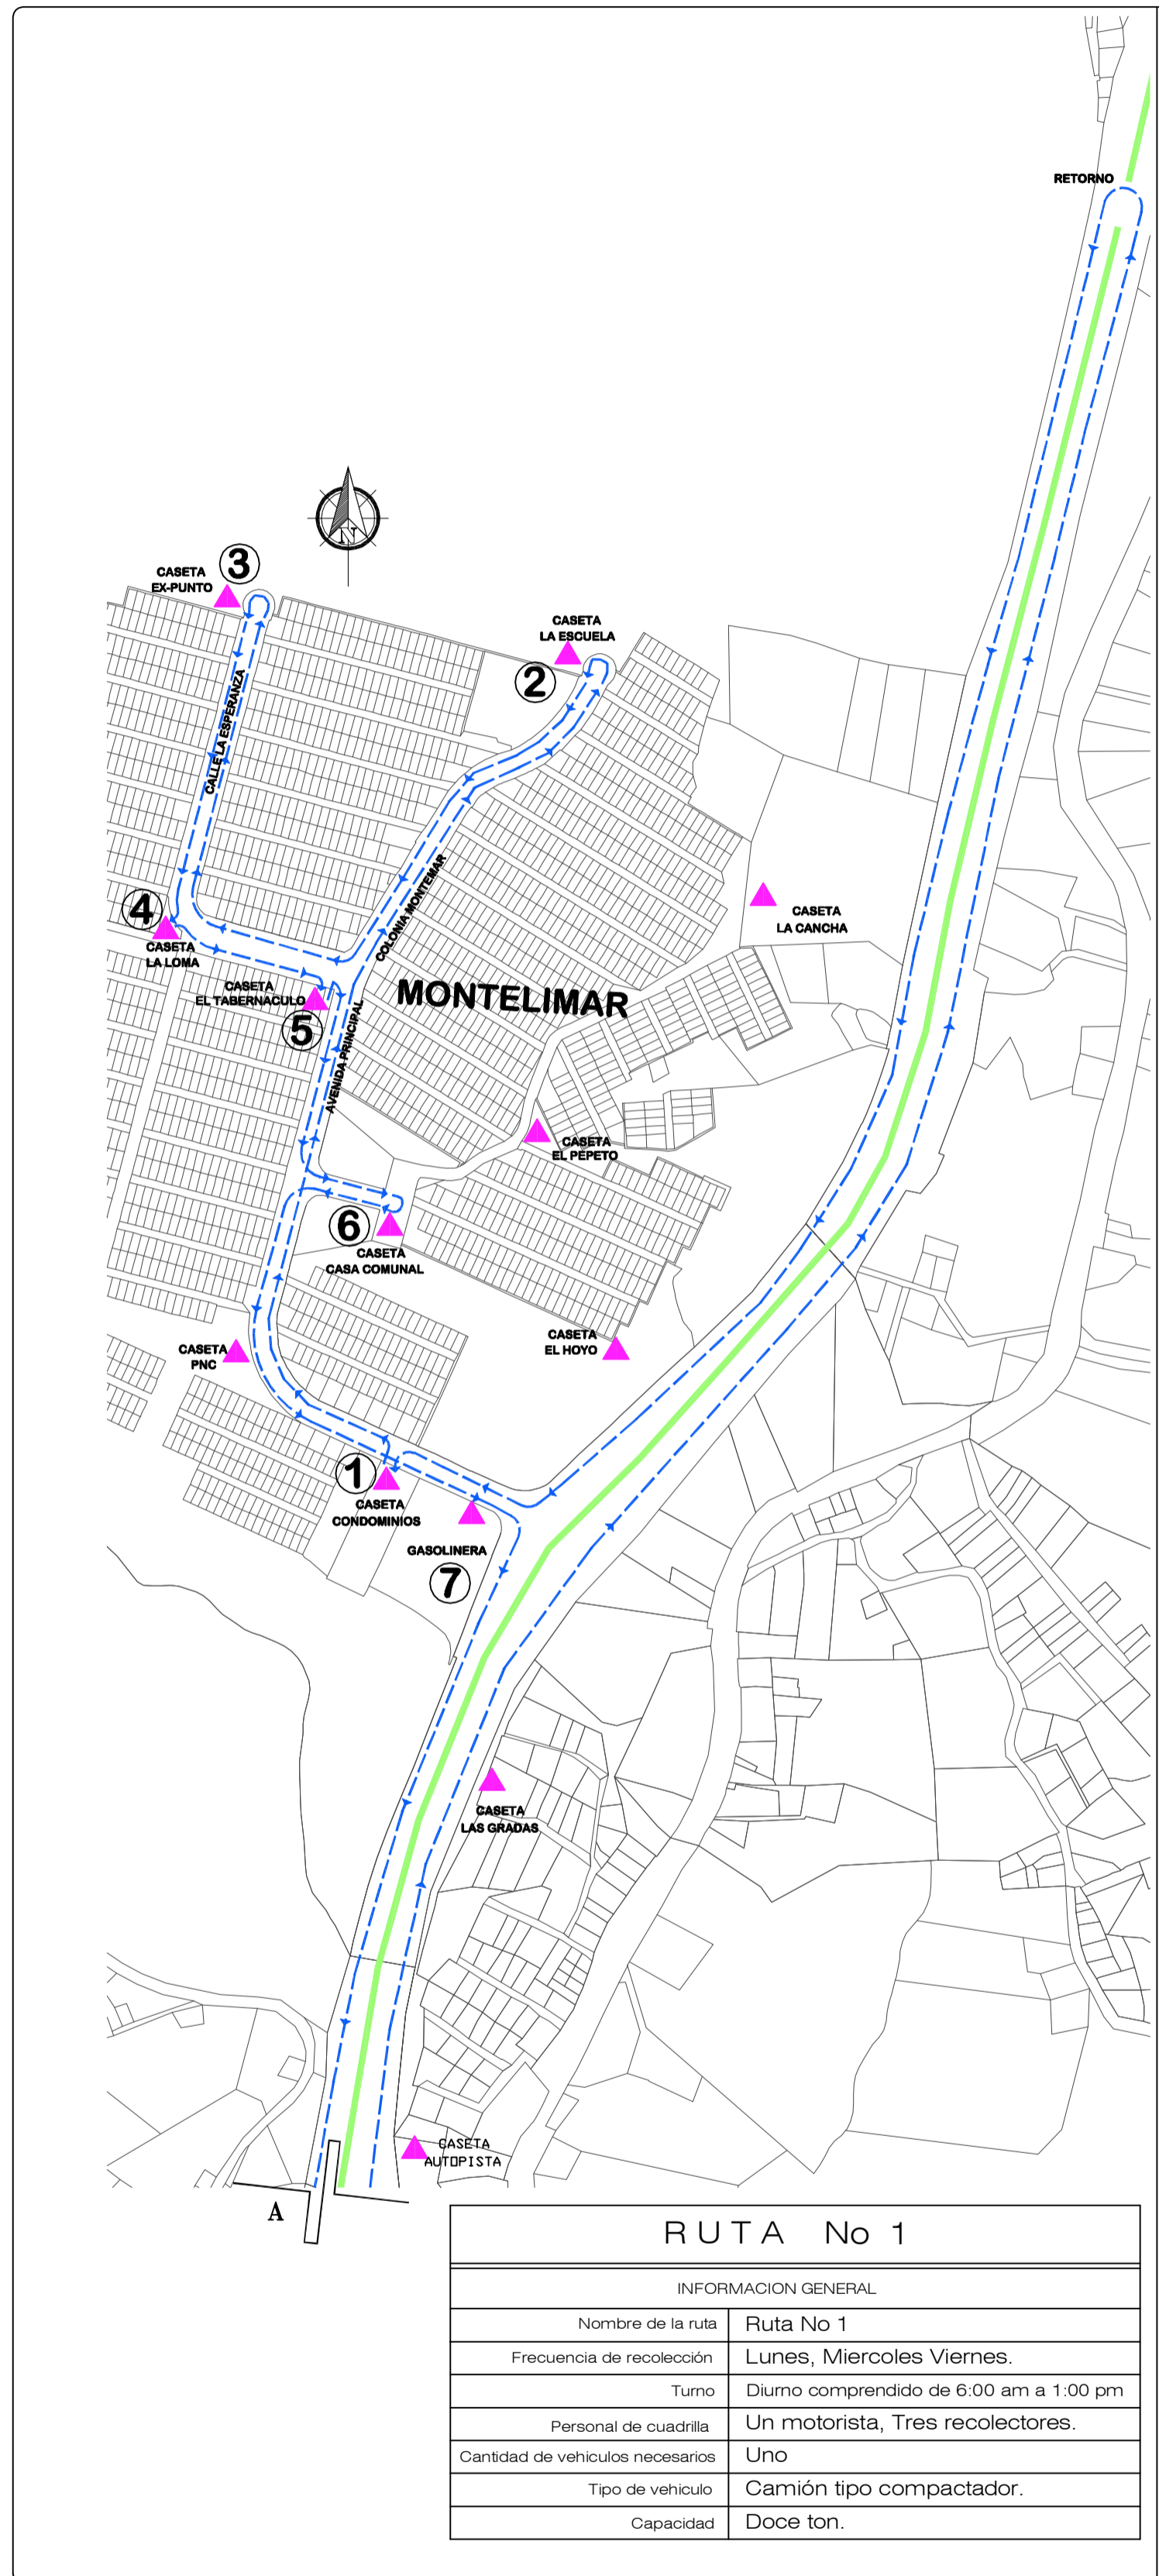 RETORNO
N
3
CASETA
EX-PUNTO
CASETA
LA ESCUELA
2
CALLE LA ESPERANZA
COLONIA MONTEMAR
4
CASETA
LA LOMA
CASETA
LA CANCHA
CASETA
EL TABERNACULO
5
MONTELIMAR
AVENIDA PRINCIPAL
CASETA
EL PEPETO
6
CASETA
CASA COMUNAL
CASETA
EL HOYO
CASETA
PNC
1
CASETA
CONDOMINIOS
GASOLINERA
7
CASETA
LAS GRADAS
CASETA
AUTOPISTA
A
RUTA No 1
INFORMACION GENERAL
Nombre de la ruta Ruta No 1
Frecuencia de recolección Lunes, Miercoles Viernes.
Turno Diurno comprendido de 6:00 am a 1:00 pm
Personal de cuadrilla Un motorista, Tres recolectores.
Cantidad de vehiculos necesarios Uno
Tipo de vehiculo Camión tipo compactador.
Capacidad Doce ton.